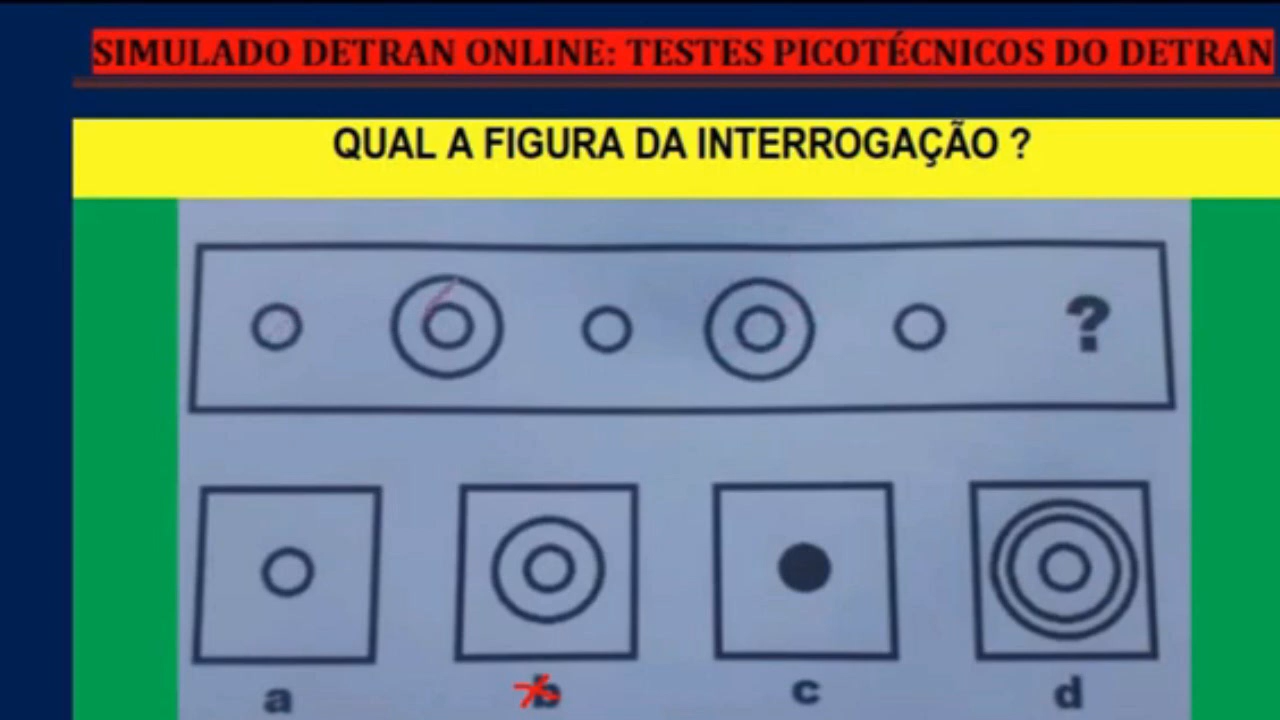 SIMULADO DETRAN ONLINE: TESTES PICOTÉCNICOS DO DETRAN
QUAL A FIGURA DA INTERROGAÇÃO ?
?
a b c d